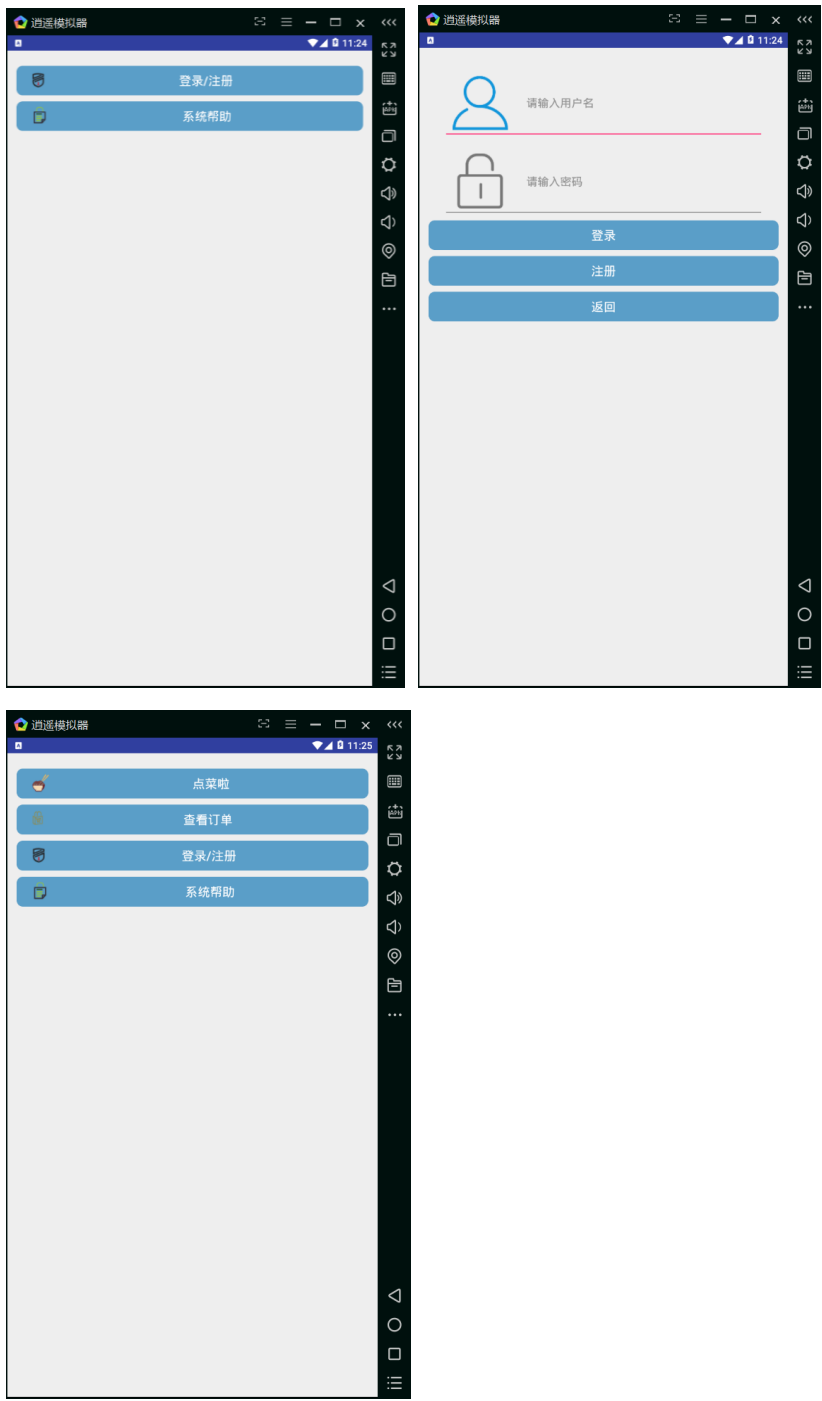 逍遥模拟器
11:24
登录/注册
系统帮助
逍遥模拟器
11:24
请输入用户名
请输入密码
登录
注册
返回
逍遥模拟器
11:25
点菜啦
查看订单
登录/注册
系统帮助